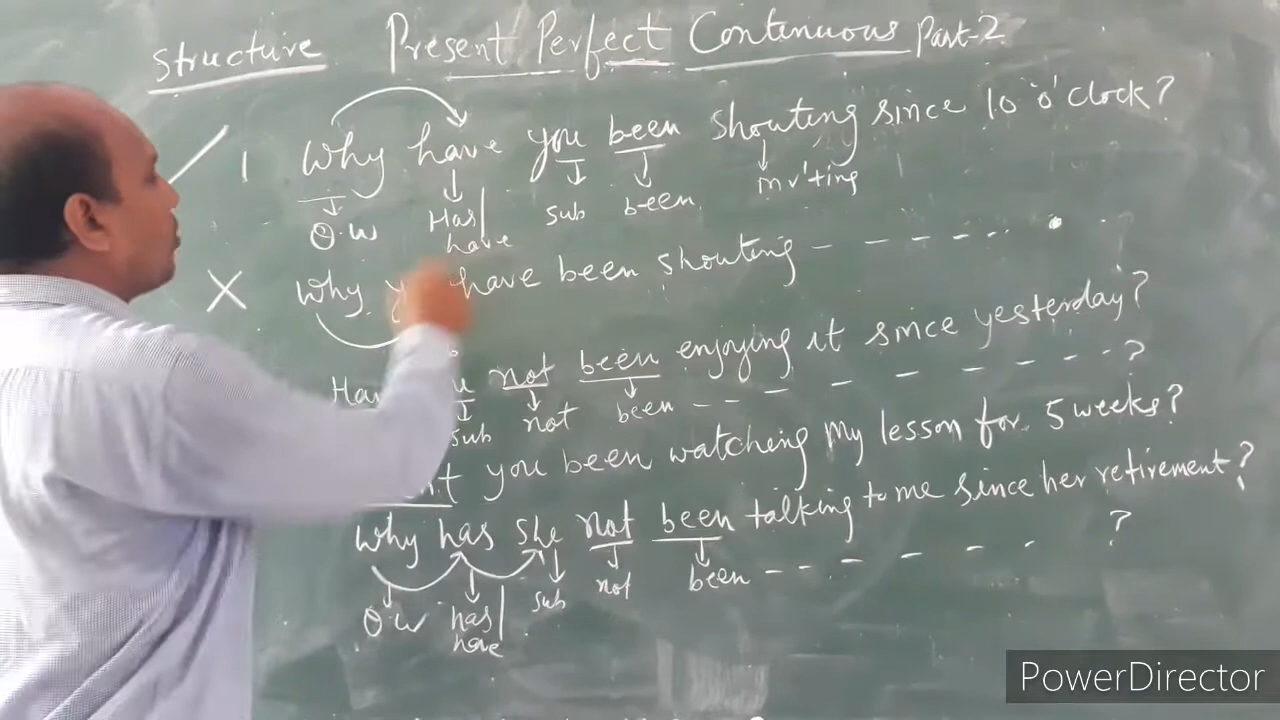 Structure Present Perfect Continuous Part-2
1 Why have you been shouting since 10 'o' clock?
Q.W Has/have sub been mv'+ing
X Why have been shouting - - - - - - -
not been enjoying it since yesterday?
sub not been - - - - - - - - - ?
you been watching my lesson for 5 weeks?
Why has she not been talking to me since her retirement?
Q.W has/have sub not been - - - - - - ?
PowerDirector